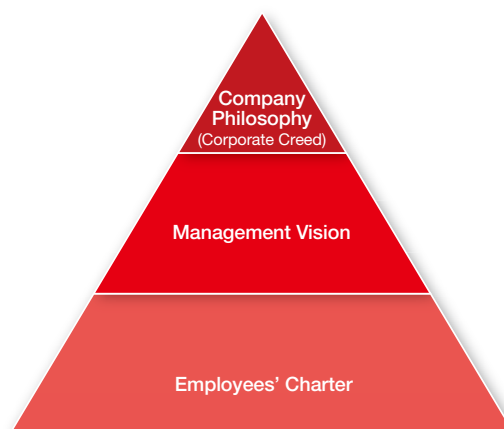 Company
Philosophy
(Corporate Creed)
Management Vision
Employees’ Charter